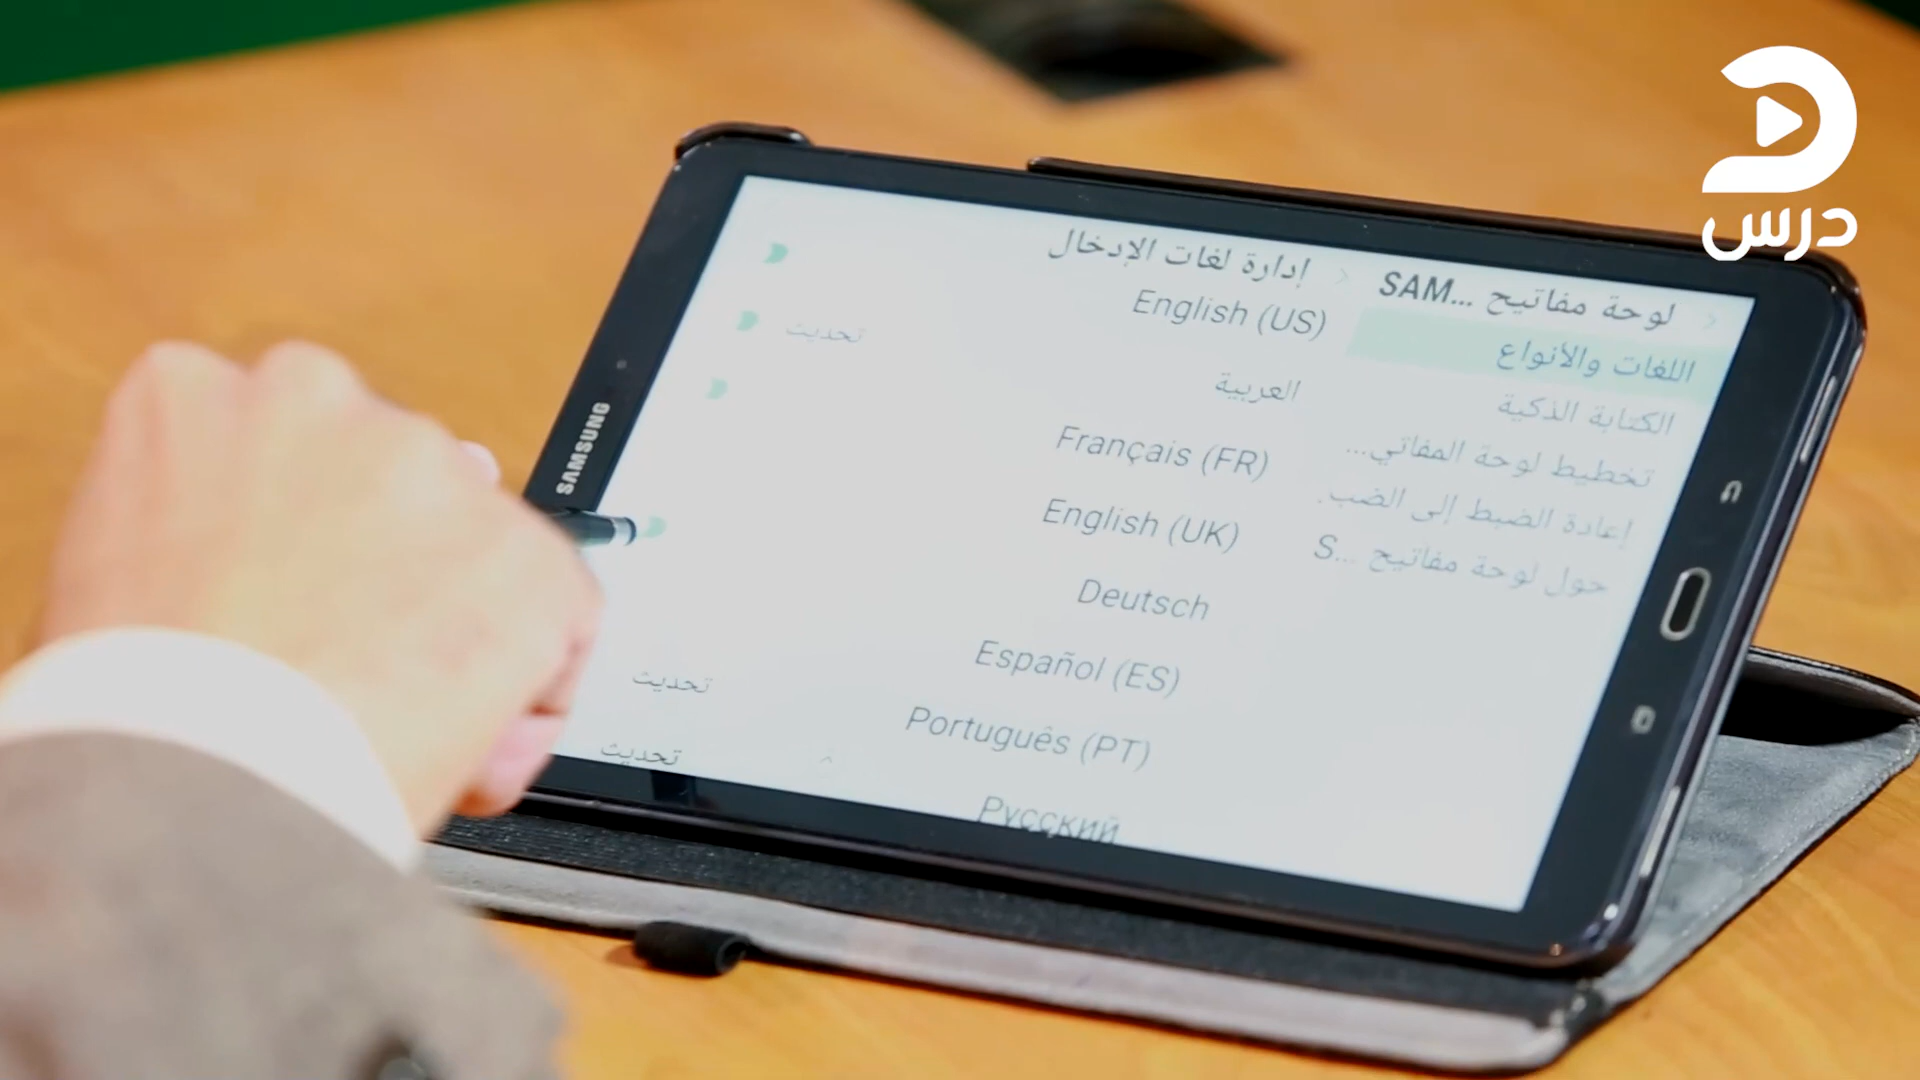 درس
SAMSUNG
لوحة مفاتيح SAM...
اللغات والأنواع
الكتابة الذكية
تخطيط لوحة المفاتي...
إعادة الضبط إلى الضب.
حول لوحة مفاتيح S...
إدارة لغات الإدخال
English (US)
العربية تحديث
Français (FR)
English (UK)
Deutsch
Español (ES)
Português (PT) تحديث
Русский تحديث